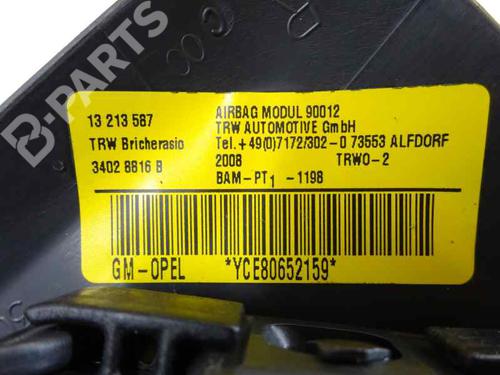 B-PARTS
13 213 587
TRW Bricherasio
3402 8816 B
AIRBAG MODUL 90012
TRW AUTOMOTIVE GmbH
Tel.+49(0)7172/302-0 73553 ALFDORF
2008 TRWO-2
BAM-PT1 -1198
GM-OPEL *YCE80652159*